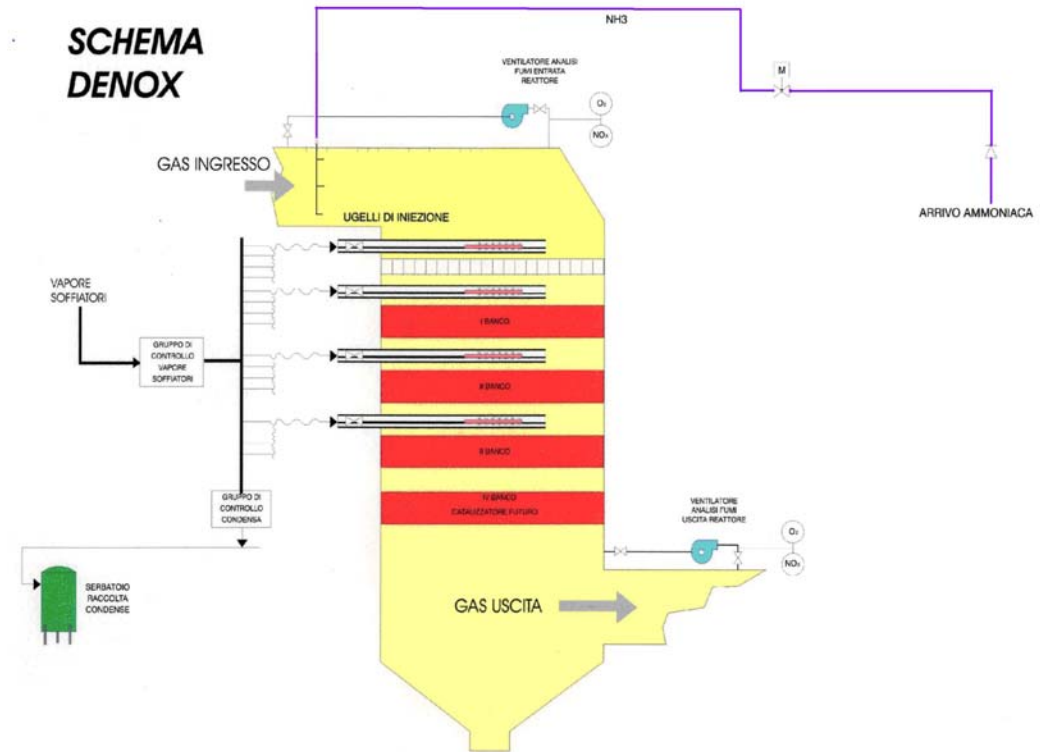 SCHEMA
DENOX
NH3
VENTILATORE ANALISI
FUMI ENTRATA
REATTORE
M
O₂
NOₓ
GAS INGRESSO
UGELLI DI INIEZIONE
ARRIVO AMMONIACA
VAPORE
SOFFIATORI
GRUPPO DI
CONTROLLO
VAPORE
SOFFIATORI
I BANCO
II BANCO
II BANCO
IV BANCO
CATALIZZATORE FUTURO
GRUPPO DI
CONTROLLO
CONDENSA
VENTILATORE
ANALISI FUMI
USCITA REATTORE
O₂
NOₓ
SERBATOIO
RACCOLTA
CONDENSE
GAS USCITA